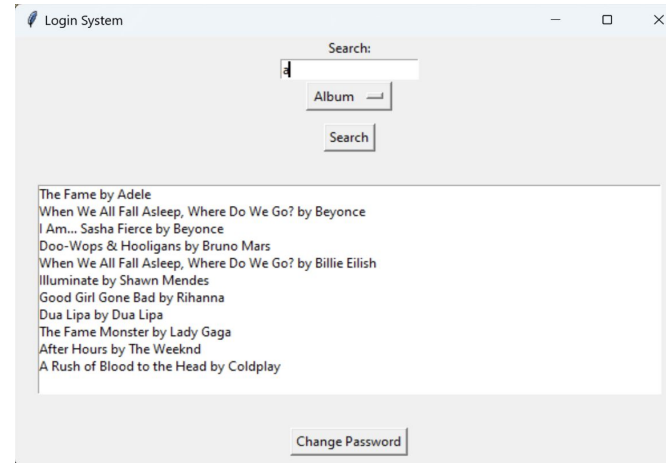 Login System
Search:
a
Album
Search
The Fame by Adele
When We All Fall Asleep, Where Do We Go? by Beyonce
I Am... Sasha Fierce by Beyonce
Doo-Wops & Hooligans by Bruno Mars
When We All Fall Asleep, Where Do We Go? by Billie Eilish
Illuminate by Shawn Mendes
Good Girl Gone Bad by Rihanna
Dua Lipa by Dua Lipa
The Fame Monster by Lady Gaga
After Hours by The Weeknd
A Rush of Blood to the Head by Coldplay
Change Password